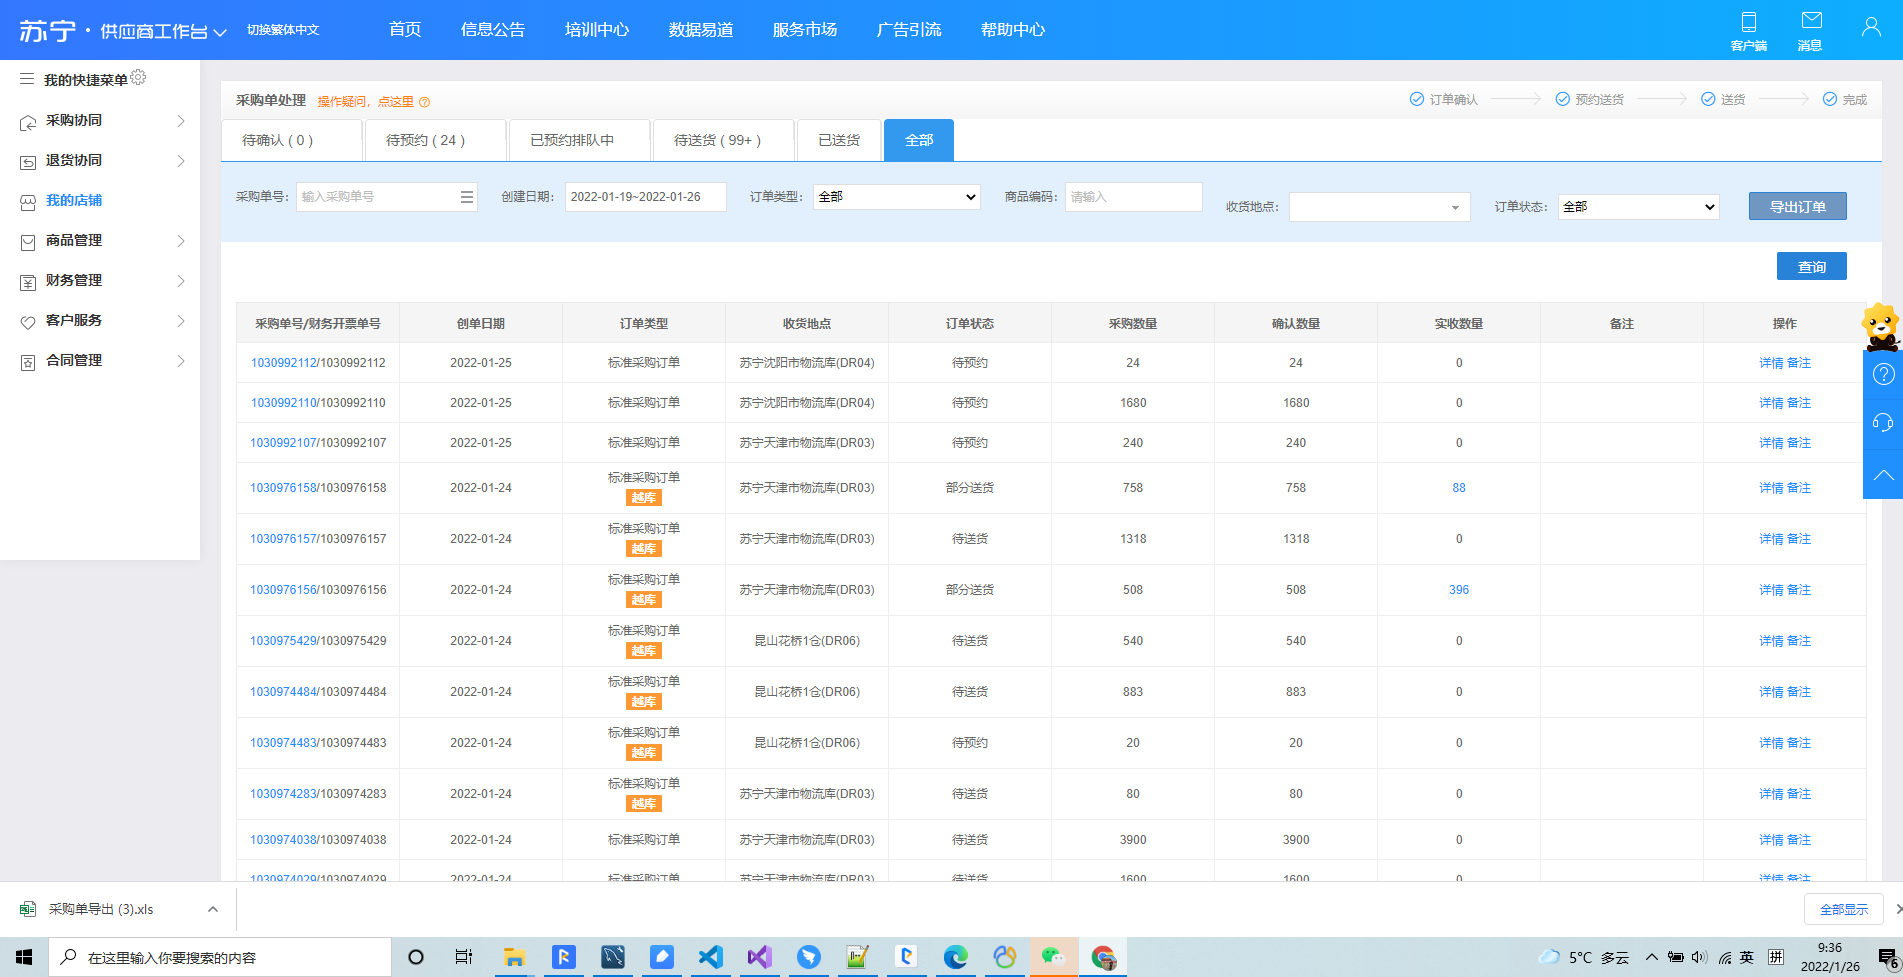 苏宁 · 供应商工作台 切换繁体中文 首页 信息公告 培训中心 数据易道 服务市场 广告引流 帮助中心 客户端 消息
我的快捷菜单
采购协同
退货协同
我的店铺
商品管理
财务管理
客户服务
合同管理
采购单处理 操作疑问，点这里 订单确认 预约送货 送货 完成
待确认 ( 0 ) 待预约 ( 24 ) 已预约排队中 待送货 ( 99+ ) 已送货 全部
采购单号: 输入采购单号 创建日期: 2022-01-19~2022-01-26 订单类型: 全部 商品编码: 请输入 收货地点: 订单状态: 全部 导出订单
查询
采购单号/财务开票单号 创单日期 订单类型 收货地点 订单状态 采购数量 确认数量 实收数量 备注 操作
1030992112/1030992112 2022-01-25 标准采购订单 苏宁沈阳市物流库(DR04) 待预约 24 24 0 详情 备注
1030992110/1030992110 2022-01-25 标准采购订单 苏宁沈阳市物流库(DR04) 待预约 1680 1680 0 详情 备注
1030992107/1030992107 2022-01-25 标准采购订单 苏宁天津市物流库(DR03) 待预约 240 240 0 详情 备注
1030976158/1030976158 2022-01-24 标准采购订单 越库 苏宁天津市物流库(DR03) 部分送货 758 758 88 详情 备注
1030976157/1030976157 2022-01-24 标准采购订单 越库 苏宁天津市物流库(DR03) 待送货 1318 1318 0 详情 备注
1030976156/1030976156 2022-01-24 标准采购订单 越库 苏宁天津市物流库(DR03) 部分送货 508 508 396 详情 备注
1030975429/1030975429 2022-01-24 标准采购订单 越库 昆山花桥1仓(DR06) 待送货 540 540 0 详情 备注
1030974484/1030974484 2022-01-24 标准采购订单 越库 昆山花桥1仓(DR06) 待送货 883 883 0 详情 备注
1030974483/1030974483 2022-01-24 标准采购订单 越库 昆山花桥1仓(DR06) 待预约 20 20 0 详情 备注
1030974283/1030974283 2022-01-24 标准采购订单 越库 苏宁天津市物流库(DR03) 待送货 80 80 0 详情 备注
1030974038/1030974038 2022-01-24 标准采购订单 苏宁天津市物流库(DR03) 待送货 3900 3900 0 详情 备注
1030974029/1030974029 2022-01-24 标准采购订单 苏宁天津市物流库(DR03) 待送货 1600 1600 0 详情 备注
采购单导出 (3).xls 全部显示
在这里输入你要搜索的内容 5°C 多云 英 拼 9:36
2022/1/26 6